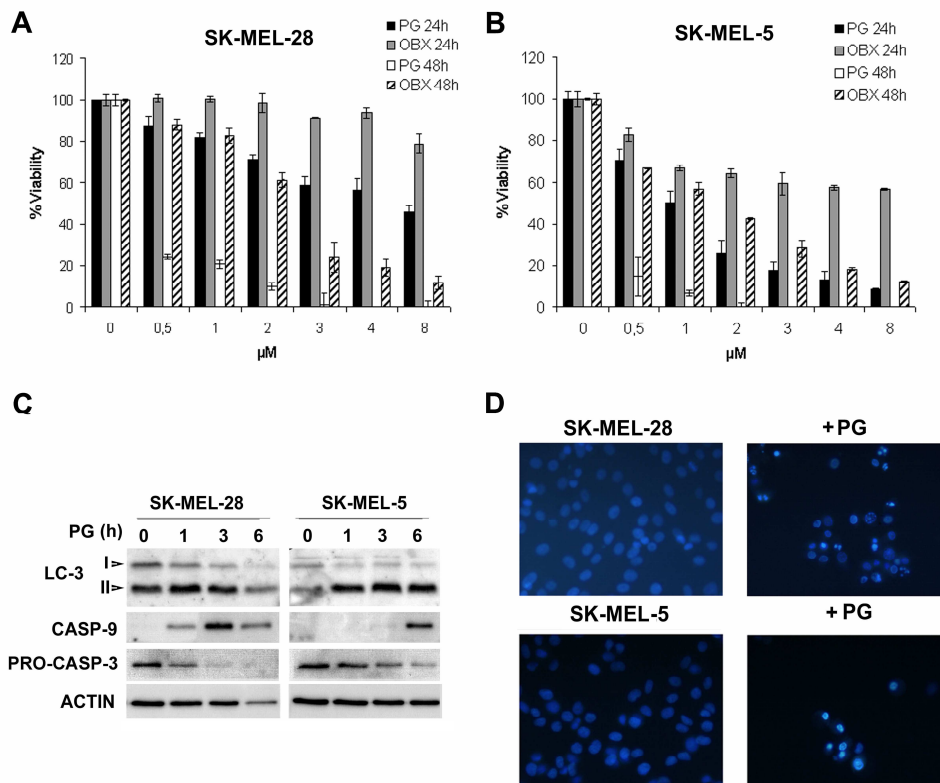 A
SK-MEL-28
PG 24h
OBX 24h
PG 48h
OBX 48h
%Viability
120
100
80
60
40
20
0
0 0,5 1 2 3 4 8
µM
B
SK-MEL-5
PG 24h
OBX 24h
PG 48h
OBX 48h
%Viability
120
100
80
60
40
20
0
0 0,5 1 2 3 4 8
µM
C
SK-MEL-28 SK-MEL-5
PG (h) 0 1 3 6 0 1 3 6
LC-3
I
II
CASP-9
PRO-CASP-3
ACTIN
D
SK-MEL-28 +PG
SK-MEL-5 +PG